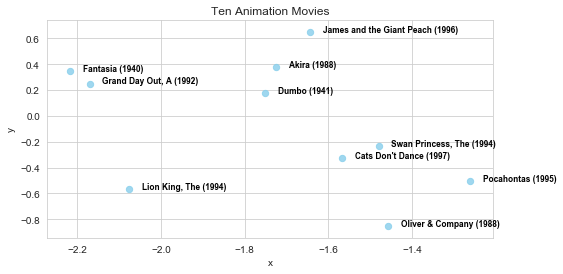 Ten Animation Movies
0.6
0.4
0.2
0.0
−0.2
−0.4
−0.6
−0.8
y
James and the Giant Peach (1996)
Akira (1988)
Fantasia (1940)
Grand Day Out, A (1992)
Dumbo (1941)
Swan Princess, The (1994)
Cats Don't Dance (1997)
Pocahontas (1995)
Lion King, The (1994)
Oliver & Company (1988)
−2.2 −2.0 −1.8 −1.6 −1.4
x